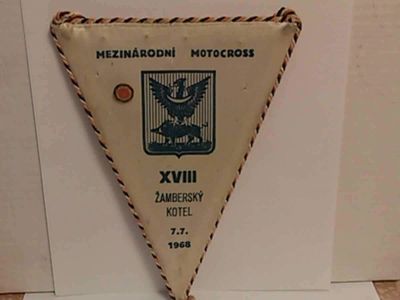 MEZINÁRODNÍ MOTOCROSS
XVIII
ŽAMBERSKÝ
KOTEL
7.7.
1968